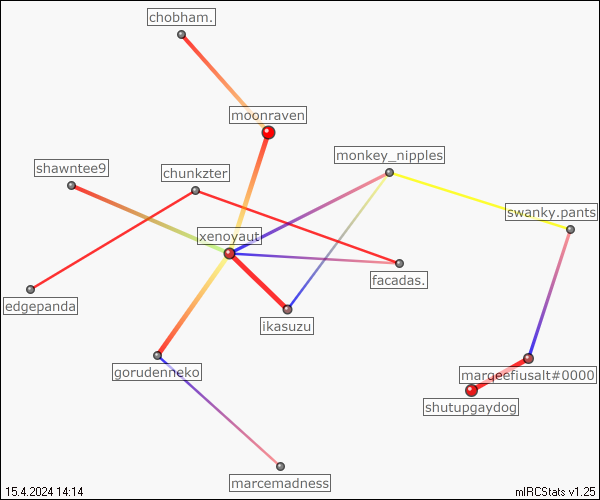 chobham.
moonraven
monkey_nipples
shawntee9
chunkzter
swanky.pants
xenoyaut
facadas.
edgepanda
ikasuzu
gorudenneko
margeefiusalt#0000
shutupgaydog
marcemadness
15.4.2024 14:14
mIRCStats v1.25